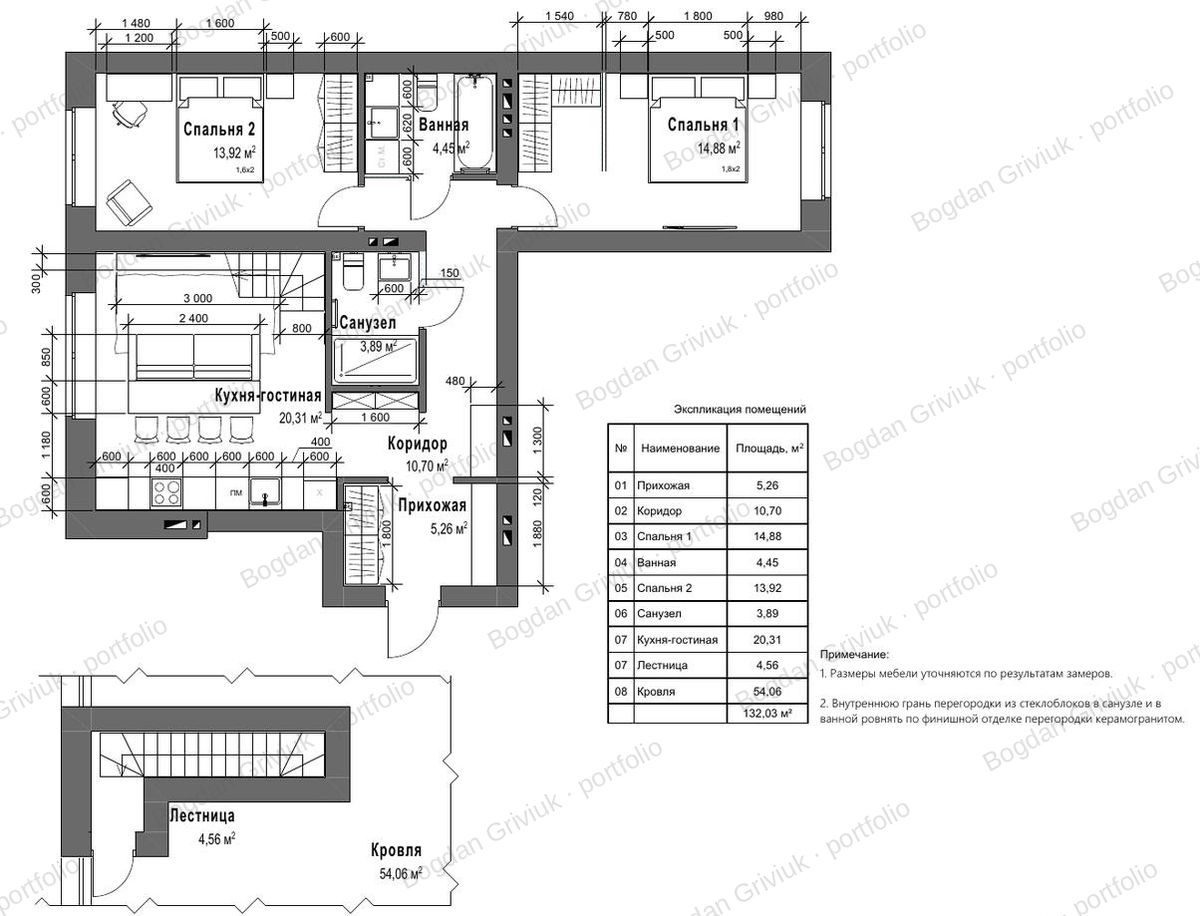 1 480
1 600
1 200
500
600
1 540
780
1 800
980
500
500
Спальня 2
13,92 м²
1,6x2
600
620
600
Ванная
4,45 м²
Ст.М.
Спальня 1
14.88 м²
1,8x2
300
3 000
2 400
800
850
600
1 180
600
150
600
Санузел
3,89 м²
Кухня-гостиная
20,31 м²
480
1 600
Коридор
10,70 м²
1 300
120
1 880
600
600
600
600
600
400
600
400
ПМ
X
Прихожая
5,26 м²
1 800
Экспликация помещений
№ Наименование Площадь, м²
01 Прихожая 5,26
02 Коридор 10,70
03 Спальня 1 14,88
04 Ванная 4,45
05 Спальня 2 13,92
06 Санузел 3,89
07 Кухня-гостиная 20,31
07 Лестница 4,56
08 Кровля 54,06
132,03 м²
Примечание:
1. Размеры мебели уточняются по результатам замеров.
2. Внутреннюю грань перегородки из стеклоблоков в санузле и в
ванной ровнять по финишной отделке перегородки керамогранитом.
Лестница
4,56 м²
Кровля
54,06 м²
Bogdan Griviuk · portfolio